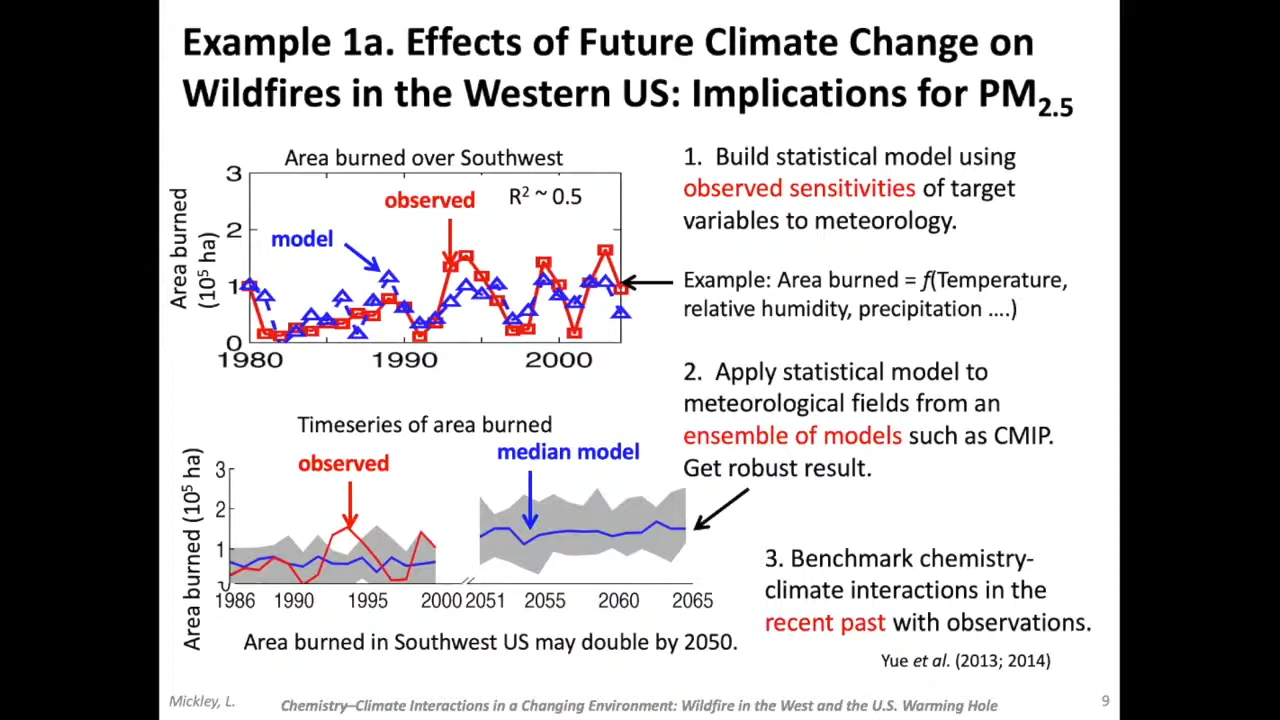 Example 1a. Effects of Future Climate Change on
Wildfires in the Western US: Implications for PM2.5
Area burned over Southwest
Area burned
(10⁵ ha)
3
2
1
0
observed
R² ~ 0.5
model
1980
1990
2000
1. Build statistical model using
observed sensitivities of target
variables to meteorology.
Example: Area burned = f(Temperature,
relative humidity, precipitation ....)
2. Apply statistical model to
meteorological fields from an
ensemble of models such as CMIP.
Get robust result.
Timeseries of area burned
observed
median model
Area burned (10⁵ ha)
3
2
1
1986
1990
1995
2000
2051
2055
2060
2065
Area burned in Southwest US may double by 2050.
3. Benchmark chemistry-
climate interactions in the
recent past with observations.
Yue et al. (2013; 2014)
Mickley, L.
Chemistry–Climate Interactions in a Changing Environment: Wildfire in the West and the U.S. Warming Hole
9